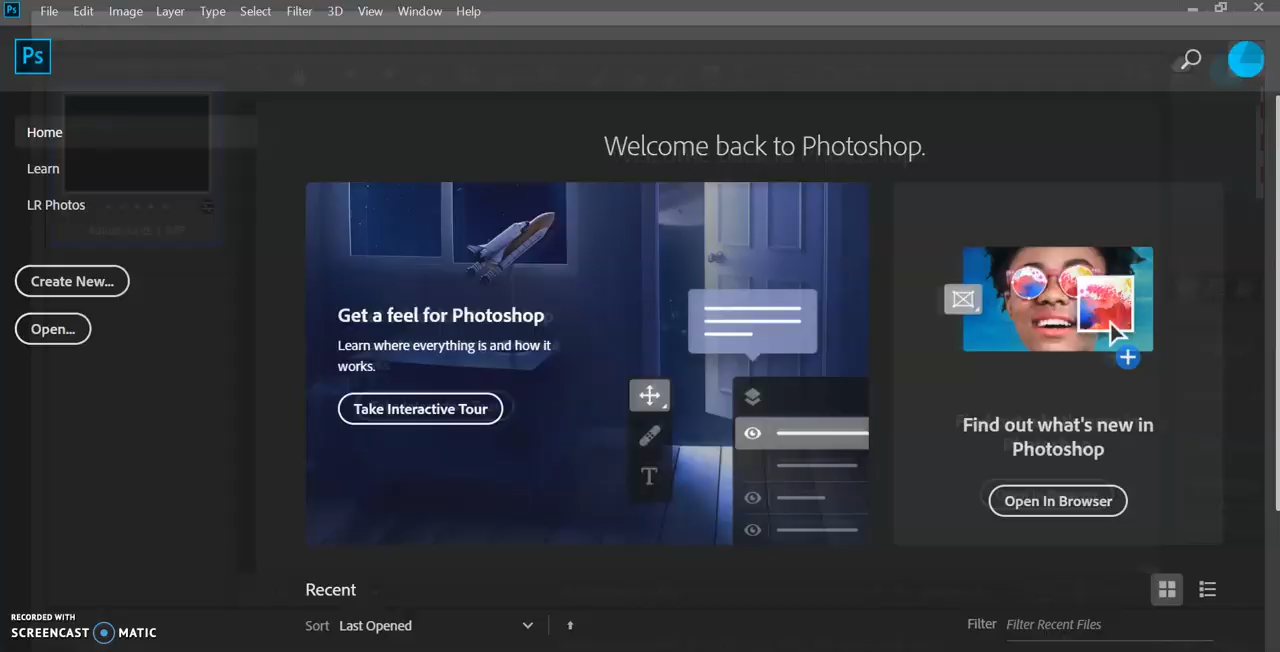 Ps File Edit Image Layer Type Select Filter 3D View Window Help
Ps
Home
Learn
LR Photos
Create New...
Open...
Welcome back to Photoshop.
Get a feel for Photoshop
Learn where everything is and how it
works.
Take Interactive Tour
T
Find out what's new in
Photoshop
Open In Browser
Recent
Sort Last Opened
Filter Filter Recent Files
RECORDED WITH
SCREENCAST MATIC